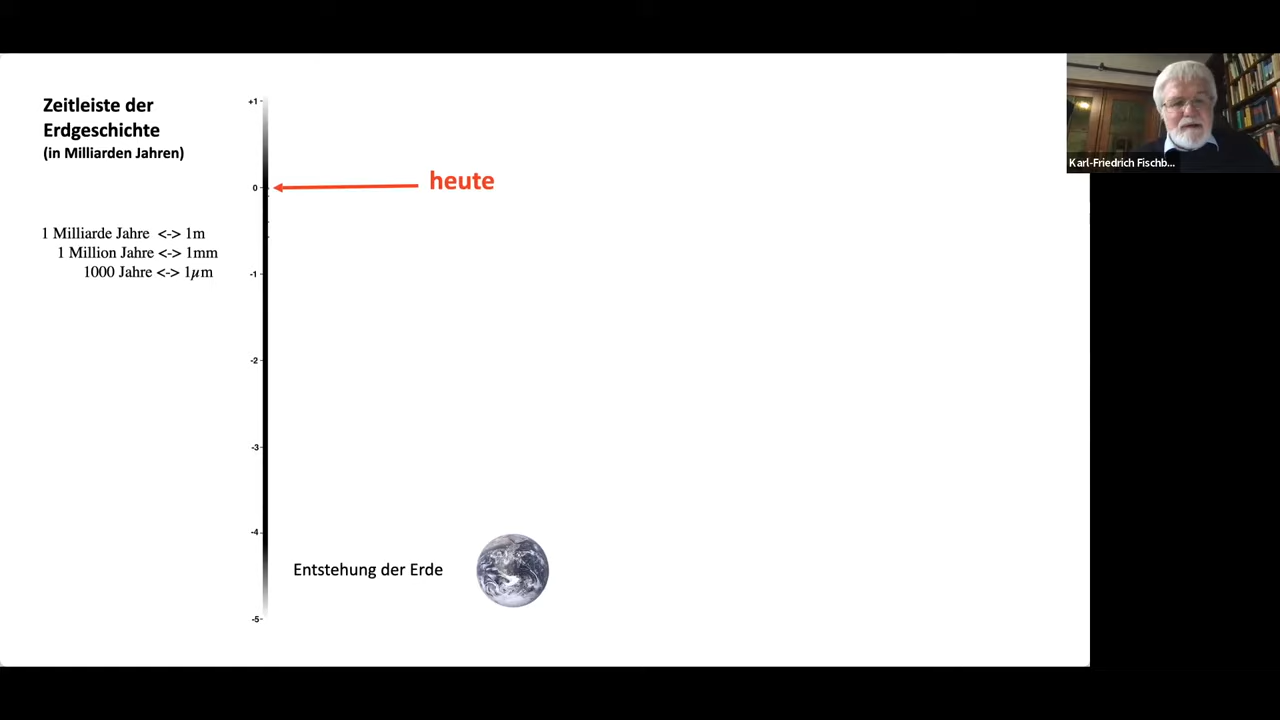 Zeitleiste der
Erdgeschichte
(in Milliarden Jahren)
1 Milliarde Jahre <-> 1m
1 Million Jahre <-> 1mm
1000 Jahre <-> 1µm
+1
0
-1
-2
-3
-4
-5
heute
Entstehung der Erde
Karl-Friedrich Fischb...